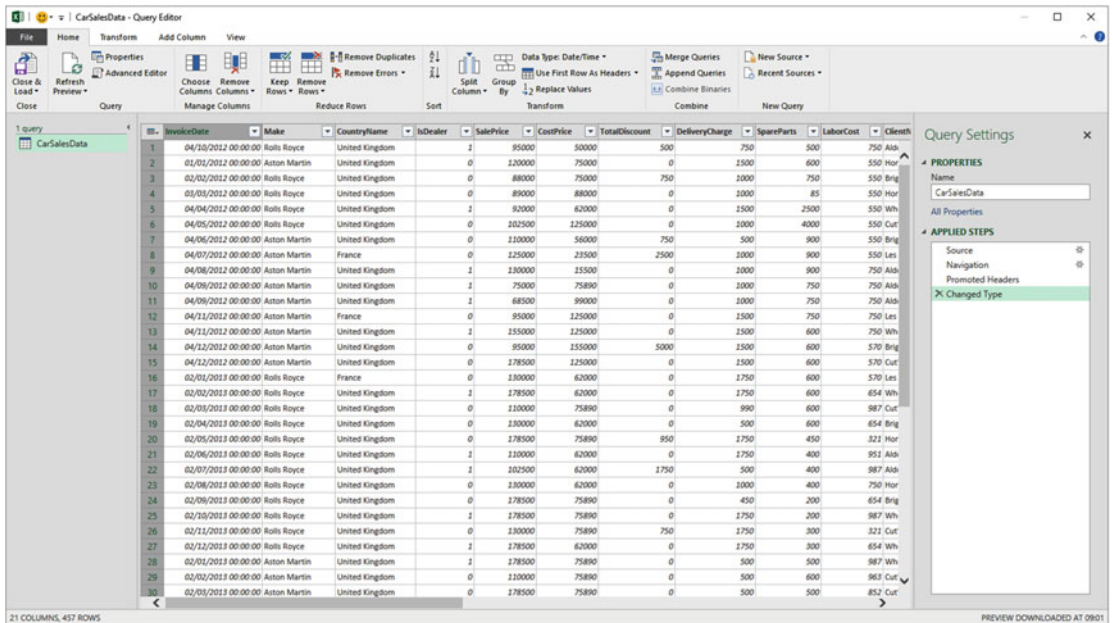 CarSalesData - Query Editor
File Home Transform Add Column View
Close & Load
Refresh Preview
Properties
Advanced Editor
Choose Columns
Remove Columns
Keep Rows
Remove Rows
Remove Duplicates
Remove Errors
Split Column
Group By
Data Type: Date/Time
Use First Row As Headers
Replace Values
Merge Queries
Append Queries
Combine Binaries
New Source
Recent Sources
Close Query Manage Columns Reduce Rows Sort Transform Combine New Query
1 query
CarSalesData
InvoiceDate Make CountryName IsDealer SalePrice CostPrice TotalDiscount DeliveryCharge SpareParts LaborCost ClientN
1 04/10/2012 00:00:00 Rolls Royce United Kingdom 1 95000 50000 500 750 500 750 Ald
2 01/01/2012 00:00:00 Aston Martin United Kingdom 0 120000 75000 0 1500 600 550 Hor
3 02/02/2012 00:00:00 Rolls Royce United Kingdom 0 88000 75000 750 1000 750 550 Brig
4 03/03/2012 00:00:00 Rolls Royce United Kingdom 0 89000 88000 0 1000 85 550 Hor
5 04/04/2012 00:00:00 Rolls Royce United Kingdom 1 92000 62000 0 1500 2500 550 Wh
6 04/05/2012 00:00:00 Rolls Royce United Kingdom 0 102500 125000 0 1000 4000 550 Cut
7 04/06/2012 00:00:00 Aston Martin United Kingdom 0 110000 56000 750 500 900 550 Brig
8 04/07/2012 00:00:00 Aston Martin France 0 125000 23500 2500 1000 900 550 Les
9 04/08/2012 00:00:00 Aston Martin United Kingdom 1 130000 15500 0 1000 900 750 Ald
10 04/09/2012 00:00:00 Aston Martin United Kingdom 1 75000 75890 0 1000 750 750 Ald
11 04/09/2012 00:00:00 Aston Martin United Kingdom 1 68500 99000 0 1000 750 750 Ald
12 04/11/2012 00:00:00 Aston Martin France 0 95000 125000 0 1500 750 750 Les
13 04/11/2012 00:00:00 Aston Martin United Kingdom 1 155000 125000 0 1500 600 750 Wh
14 04/12/2012 00:00:00 Aston Martin United Kingdom 0 95000 155000 5000 1500 600 570 Brig
15 04/12/2012 00:00:00 Aston Martin United Kingdom 0 178500 125000 0 1500 600 570 Cut
16 02/01/2013 00:00:00 Rolls Royce France 0 130000 62000 0 1750 600 570 Les
17 02/02/2013 00:00:00 Rolls Royce United Kingdom 1 178500 62000 0 1750 600 654 Wh
18 02/03/2013 00:00:00 Rolls Royce United Kingdom 0 110000 75890 0 990 600 987 Cut
19 02/04/2013 00:00:00 Rolls Royce United Kingdom 0 130000 62000 0 500 600 654 Brig
20 02/05/2013 00:00:00 Rolls Royce United Kingdom 0 178500 75890 950 1750 450 321 Hor
21 02/06/2013 00:00:00 Rolls Royce United Kingdom 1 110000 62000 0 1750 400 951 Ald
22 02/07/2013 00:00:00 Rolls Royce United Kingdom 1 102500 62000 1750 500 400 987 Ald
23 02/08/2013 00:00:00 Rolls Royce United Kingdom 0 130000 62000 0 1000 400 750 Hor
24 02/09/2013 00:00:00 Rolls Royce United Kingdom 0 178500 75890 0 450 200 654 Brig
25 02/10/2013 00:00:00 Rolls Royce United Kingdom 1 178500 75890 0 1750 200 987 Wh
26 02/11/2013 00:00:00 Rolls Royce United Kingdom 0 130000 75890 750 1750 300 321 Cut
27 02/12/2013 00:00:00 Rolls Royce United Kingdom 1 178500 62000 0 1750 300 654 Wh
28 02/01/2013 00:00:00 Aston Martin United Kingdom 1 178500 75890 0 500 500 987 Wh
29 02/02/2013 00:00:00 Aston Martin United Kingdom 0 110000 75890 0 500 600 963 Cut
30 02/03/2013 00:00:00 Aston Martin United Kingdom 0 178500 75890 0 500 500 852 Cut
Query Settings
PROPERTIES
Name
CarSalesData
All Properties
APPLIED STEPS
Source
Navigation
Promoted Headers
Changed Type
21 COLUMNS, 457 ROWS
PREVIEW DOWNLOADED AT 09:01